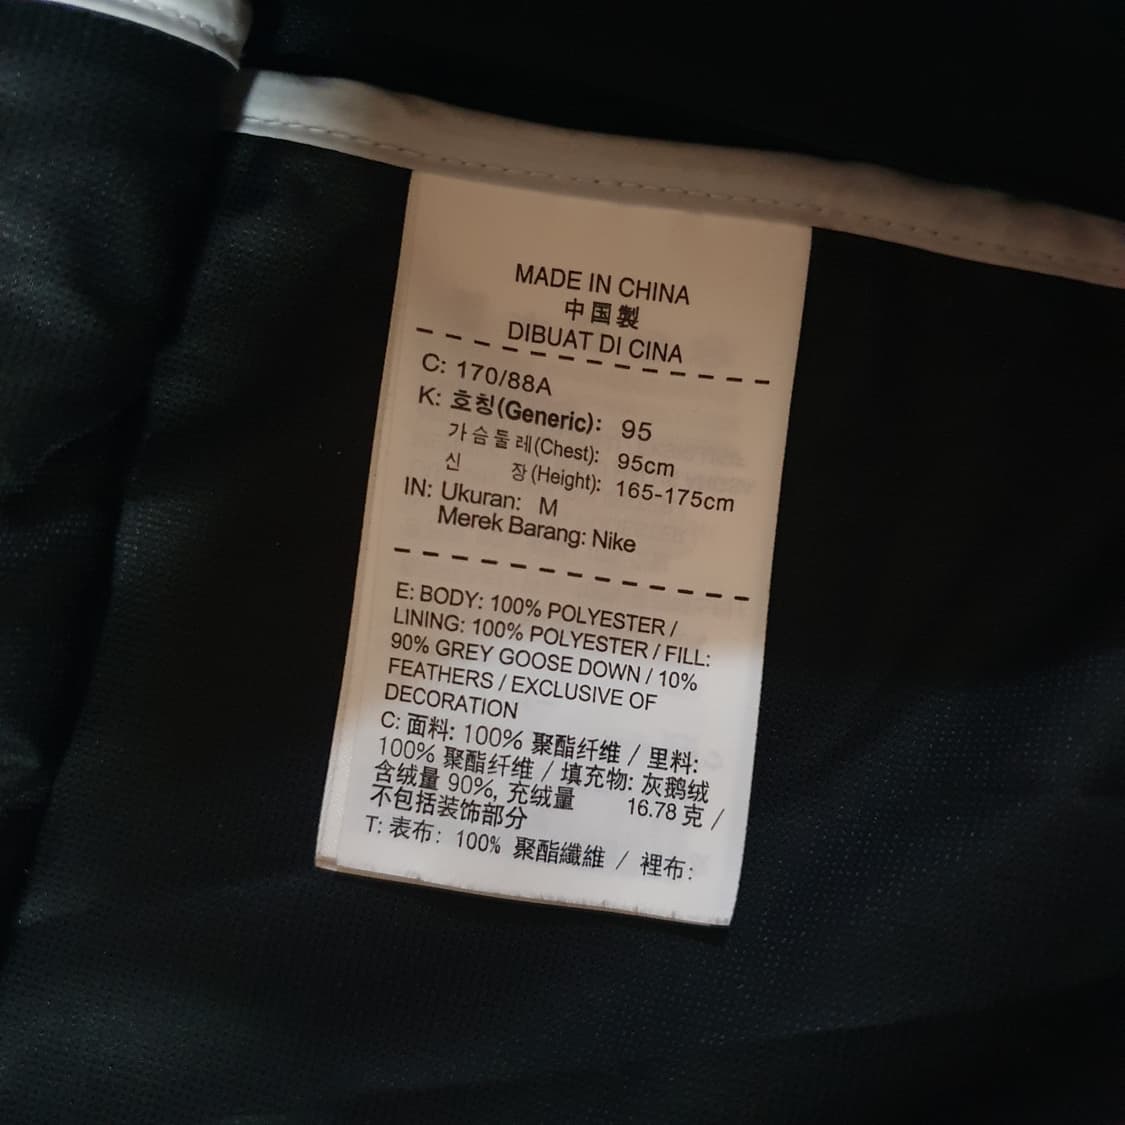 MADE IN CHINA
中国製
DIBUAT DI CINA
C: 170/88A
K: 호칭(Generic): 95
가슴둘레(Chest): 95cm
신 장(Height): 165-175cm
IN: Ukuran: M
Merek Barang: Nike
E: BODY: 100% POLYESTER /
LINING: 100% POLYESTER / FILL:
90% GREY GOOSE DOWN / 10%
FEATHERS / EXCLUSIVE OF
DECORATION
C: 面料: 100% 聚酯纤维 / 里料:
100% 聚酯纤维 / 填充物: 灰鹅绒
含绒量 90%, 充绒量 16.78 克 /
不包括装饰部分
T: 表布: 100% 聚酯纖維 / 裡布: